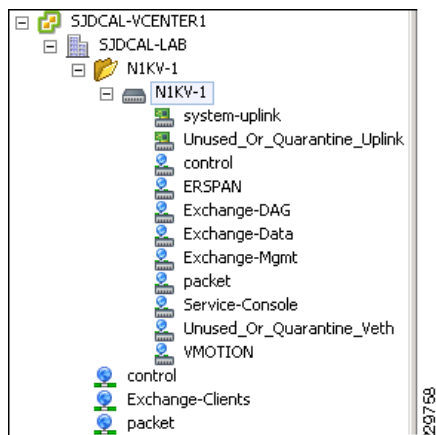 SJDCAL-VCENTER1
SJDCAL-LAB
N1KV-1
N1KV-1
system-uplink
Unused_Or_Quarantine_Uplink
control
ERSPAN
Exchange-DAG
Exchange-Data
Exchange-Mgmt
packet
Service-Console
Unused_Or_Quarantine_Veth
VMOTION
control
Exchange-Clients
packet
29758